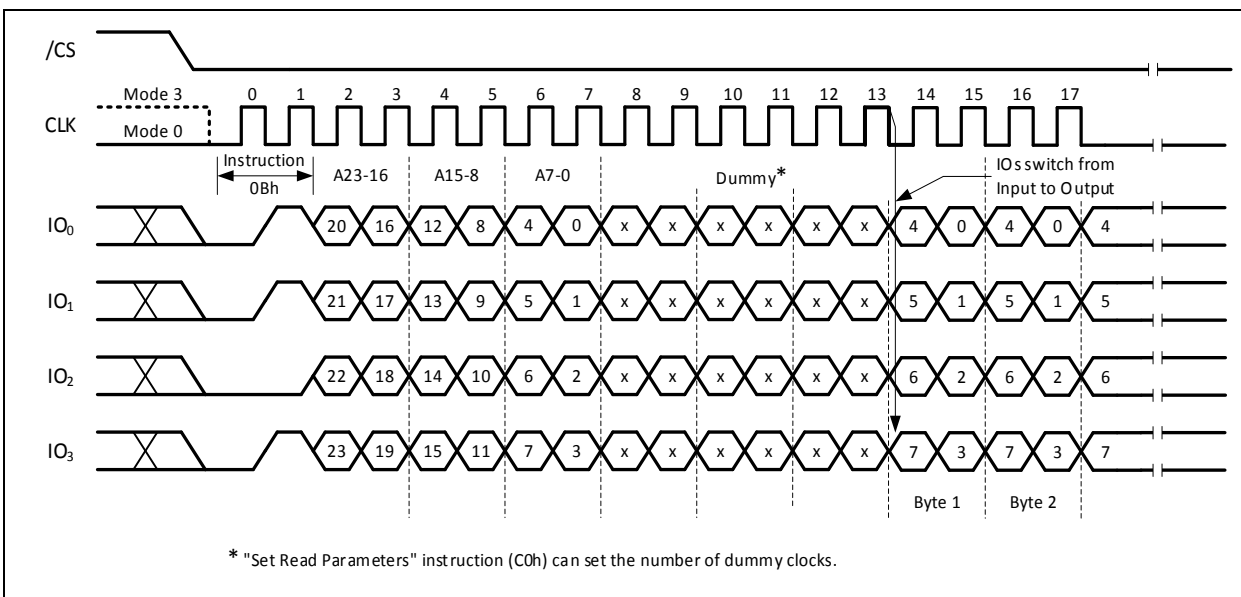 /CS
Mode 3
0 1 2 3 4 5 6 7 8 9 10 11 12 13 14 15 16 17
CLK
Mode 0
Instruction
0Bh
A23-16 A15-8 A7-0 Dummy*
IOs switch from
Input to Output
IO0 20 16 12 8 4 0 x x x x x x 4 0 4 0 4
IO1 21 17 13 9 5 1 x x x x x x 5 1 5 1 5
IO2 22 18 14 10 6 2 x x x x x x 6 2 6 2 6
IO3 23 19 15 11 7 3 x x x x x x 7 3 7 3 7
Byte 1 Byte 2
* "Set Read Parameters" instruction (C0h) can set the number of dummy clocks.